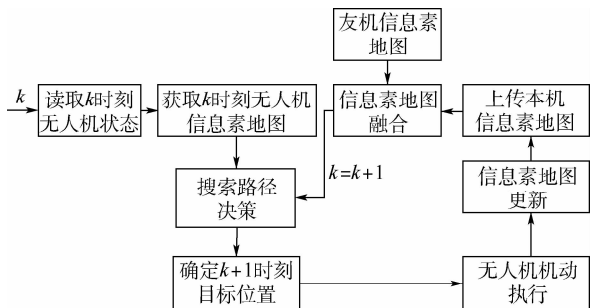 友机信息素
地图
k
读取k时刻
无人机状态
获取k时刻无人机
信息素地图
信息素地图
融合
上传本机
信息素地图
k=k+1
搜索路径
决策
信息素地图
更新
确定k+1时刻
目标位置
无人机机动
执行